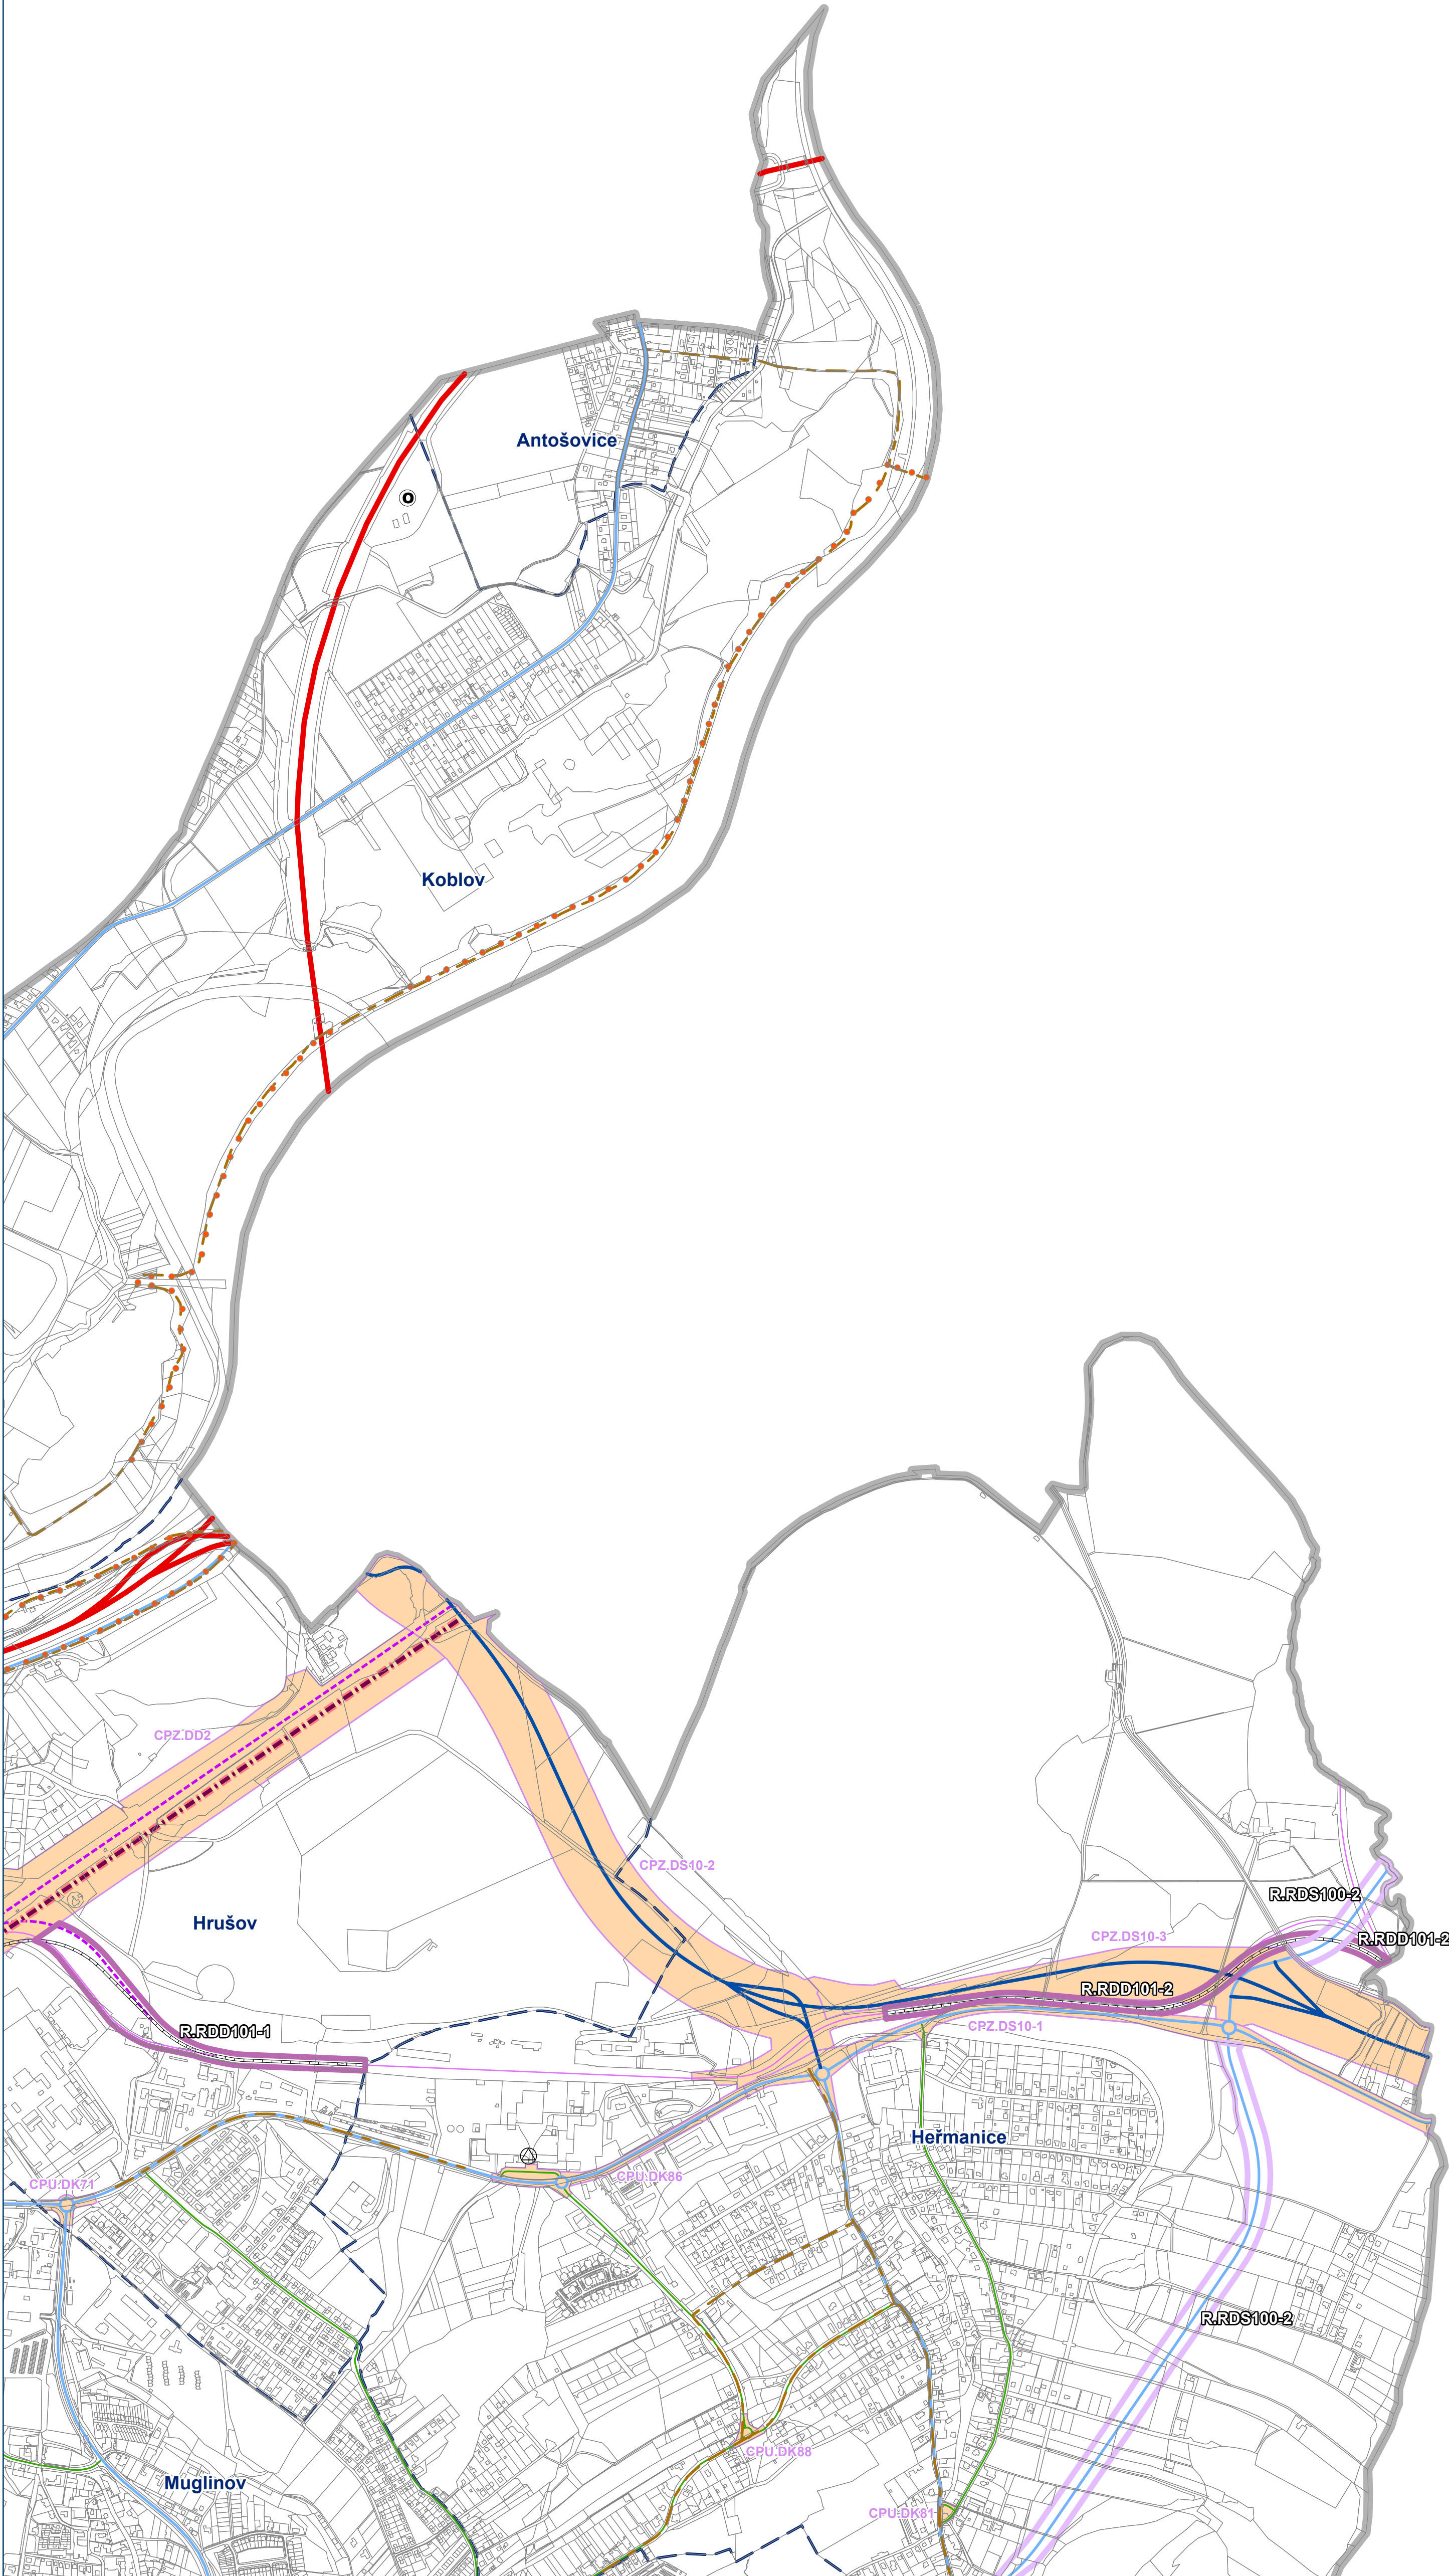 Antošovice
O
Koblov
CPZ.DD2
CPZ.DS10-2
R.RDS100-2
Hrušov
CPZ.DS10-3
R.RDD101-2
R.RDD101-2
R.RDD101-1
CPZ.DS10-1
Heřmanice
CPU.DK71
CPU.DK86
R.RDS100-2
CPU.DK88
Muglinov
CPU.DK81